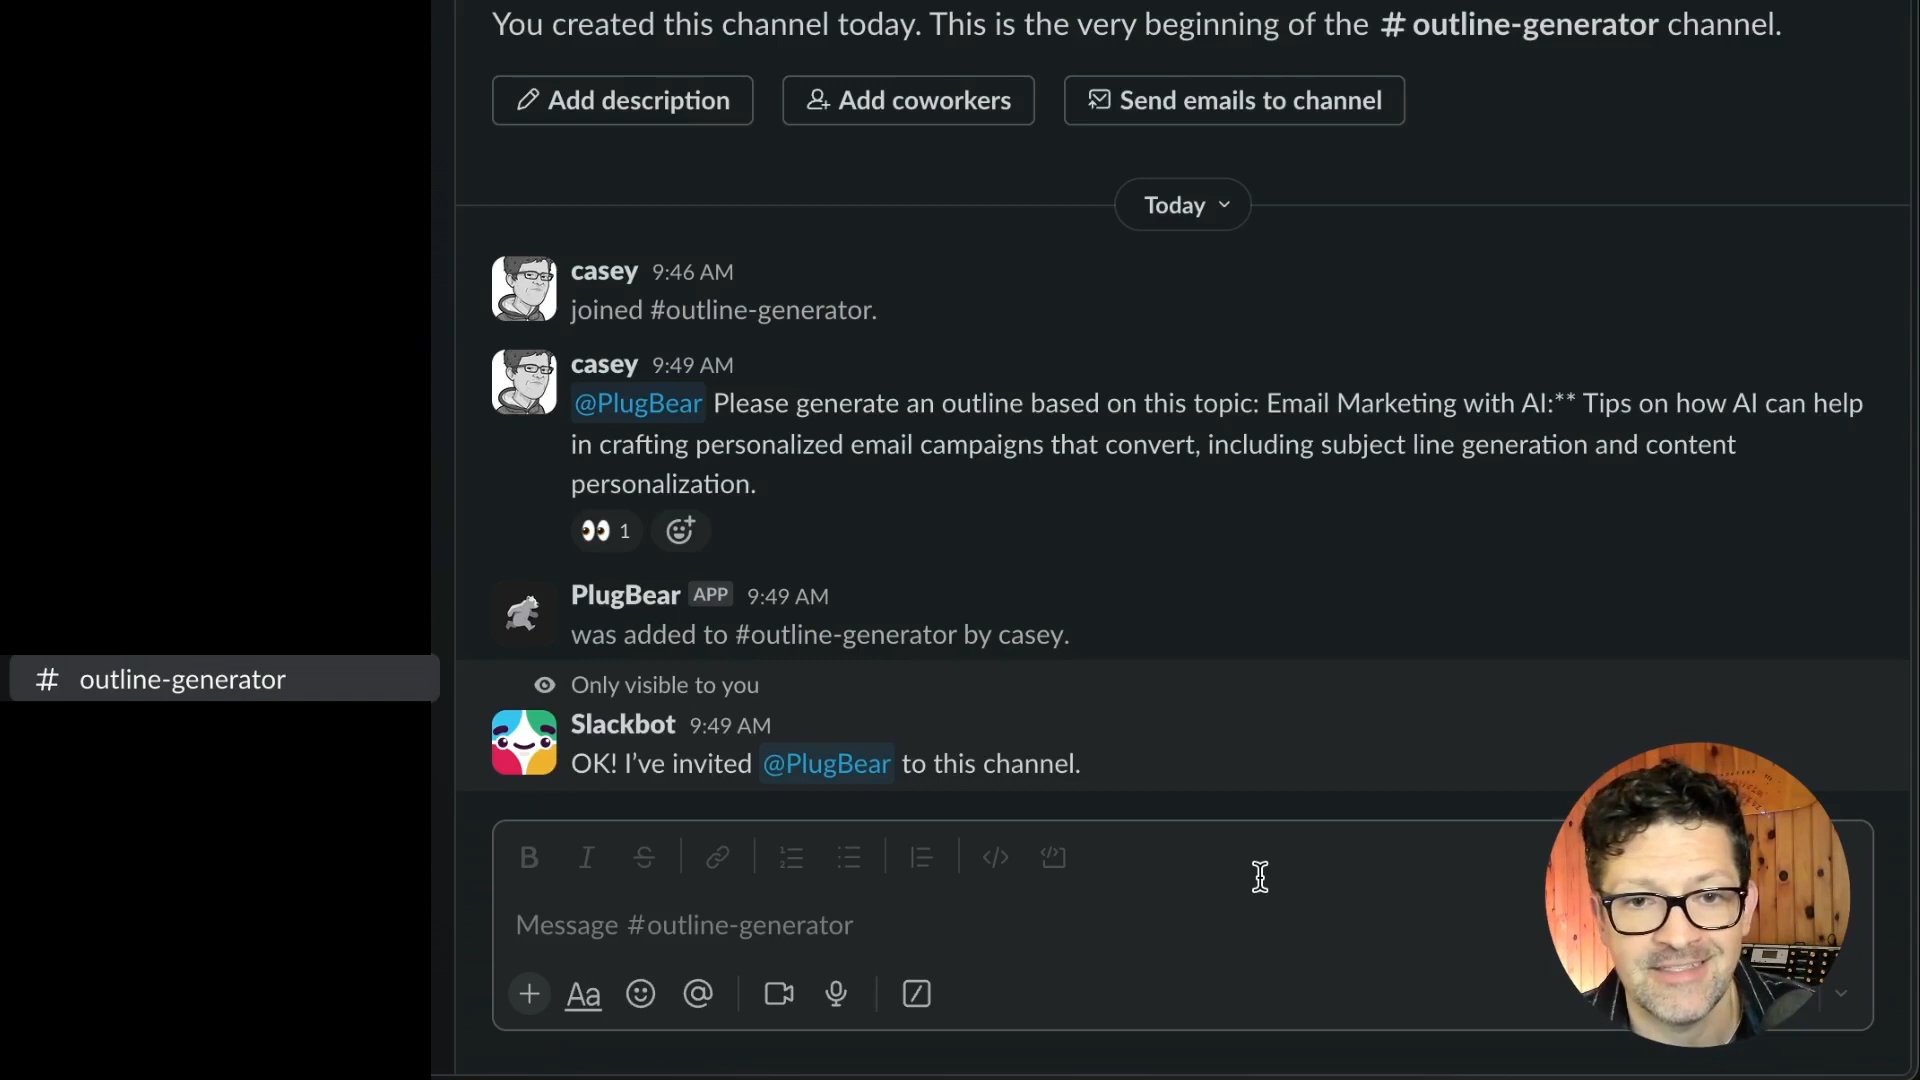 You created this channel today. This is the very beginning of the # outline-generator channel.
Add description
Add coworkers
Send emails to channel
Today
casey 9:46 AM
joined #outline-generator.
casey 9:49 AM
@PlugBear Please generate an outline based on this topic: Email Marketing with AI:** Tips on how AI can help
in crafting personalized email campaigns that convert, including subject line generation and content
personalization.
1
PlugBear APP 9:49 AM
was added to #outline-generator by casey.
# outline-generator
Only visible to you
Slackbot 9:49 AM
OK! I’ve invited @PlugBear to this channel.
B I S
Message #outline-generator
+ Aa @